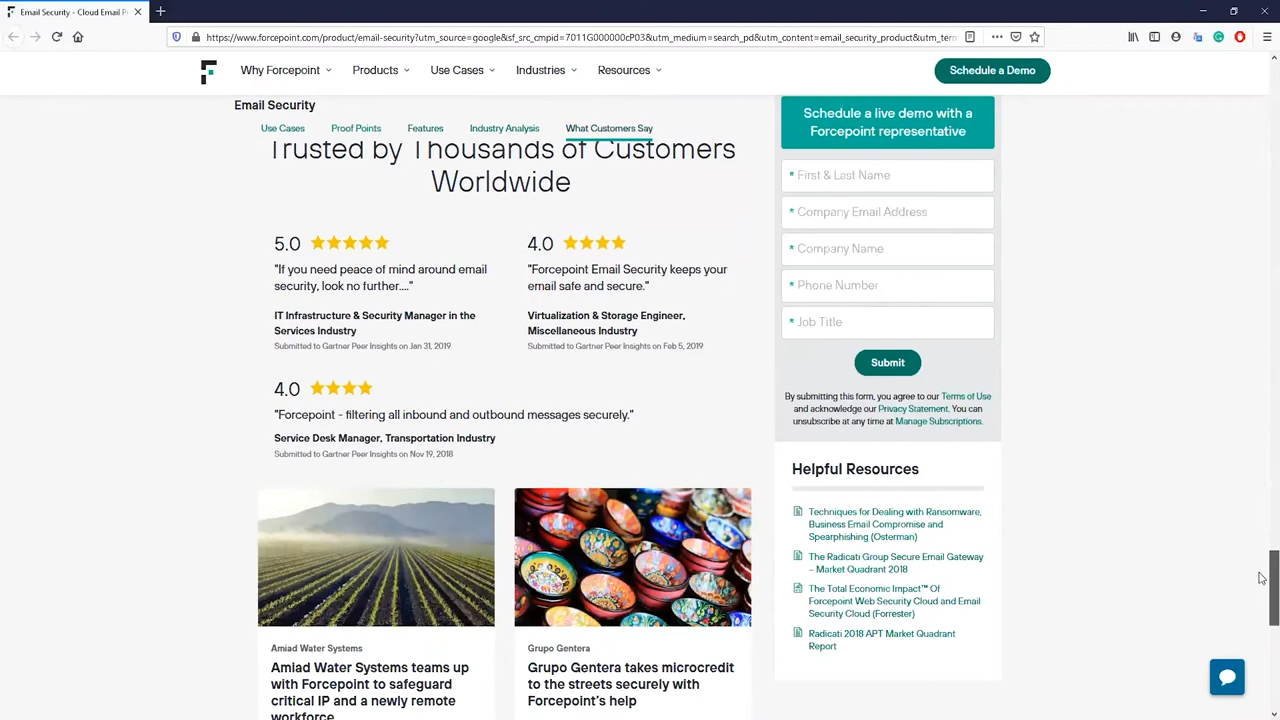 Email Security - Cloud Email P
https://www.forcepoint.com/product/email-security?utm_source=google&sf_src_cmpid=7011G000000cP03&utm_medium=search_pd&utm_content=email_security_product&utm_ter
Why Forcepoint
Products
Use Cases
Industries
Resources
Schedule a Demo
Email Security
Use Cases
Proof Points
Features
Industry Analysis
What Customers Say
Trusted by Thousands of Customers
Worldwide
5.0
"If you need peace of mind around email
security, look no further...."
IT Infrastructure & Security Manager in the
Services Industry
Submitted to Gartner Peer Insights on Jan 31, 2019
4.0
"Forcepoint Email Security keeps your
email safe and secure."
Virtualization & Storage Engineer,
Miscellaneous Industry
Submitted to Gartner Peer Insights on Feb 5, 2019
4.0
"Forcepoint - filtering all inbound and outbound messages securely."
Service Desk Manager, Transportation Industry
Submitted to Gartner Peer Insights on Nov 19, 2018
Amiad Water Systems
Amiad Water Systems teams up
with Forcepoint to safeguard
critical IP and a newly remote
workforce
Grupo Gentera
Grupo Gentera takes microcredit
to the streets securely with
Forcepoint's help
Schedule a live demo with a
Forcepoint representative
* First & Last Name
* Company Email Address
* Company Name
* Phone Number
* Job Title
Submit
By submitting this form, you agree to our Terms of Use
and acknowledge our Privacy Statement. You can
unsubscribe at any time at Manage Subscriptions.
Helpful Resources
Techniques for Dealing with Ransomware,
Business Email Compromise and
Spearphishing (Osterman)
The Radicati Group Secure Email Gateway
– Market Quadrant 2018
The Total Economic Impact™ Of
Forcepoint Web Security Cloud and Email
Security Cloud (Forrester)
Radicati 2018 APT Market Quadrant
Report